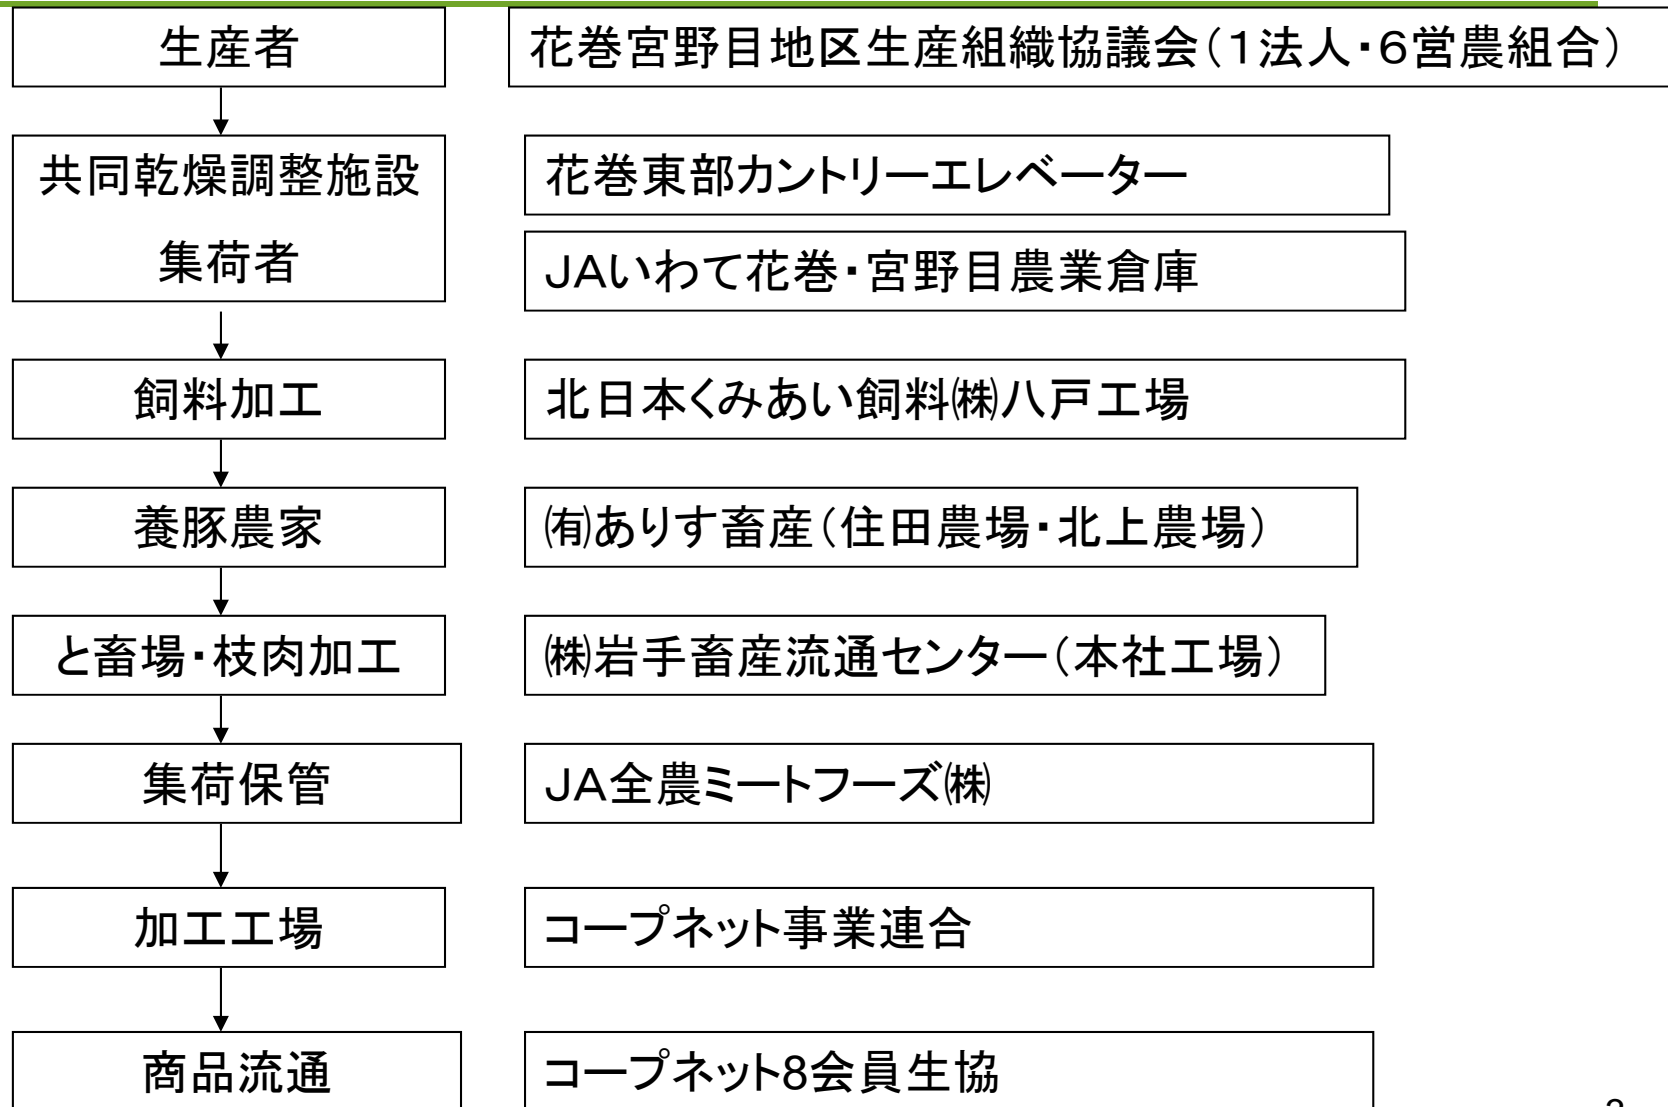 生産者
花巻宮野目地区生産組織協議会（１法人・６営農組合）
共同乾燥調整施設
集荷者
花巻東部カントリーエレベーター
JAいわて花巻・宮野目農業倉庫
飼料加工
北日本くみあい飼料㈱八戸工場
養豚農家
㈲ありす畜産（住田農場・北上農場）
と畜場・枝肉加工
㈱岩手畜産流通センター（本社工場）
集荷保管
JA全農ミートフーズ㈱
加工工場
コープネット事業連合
商品流通
コープネット8会員生協